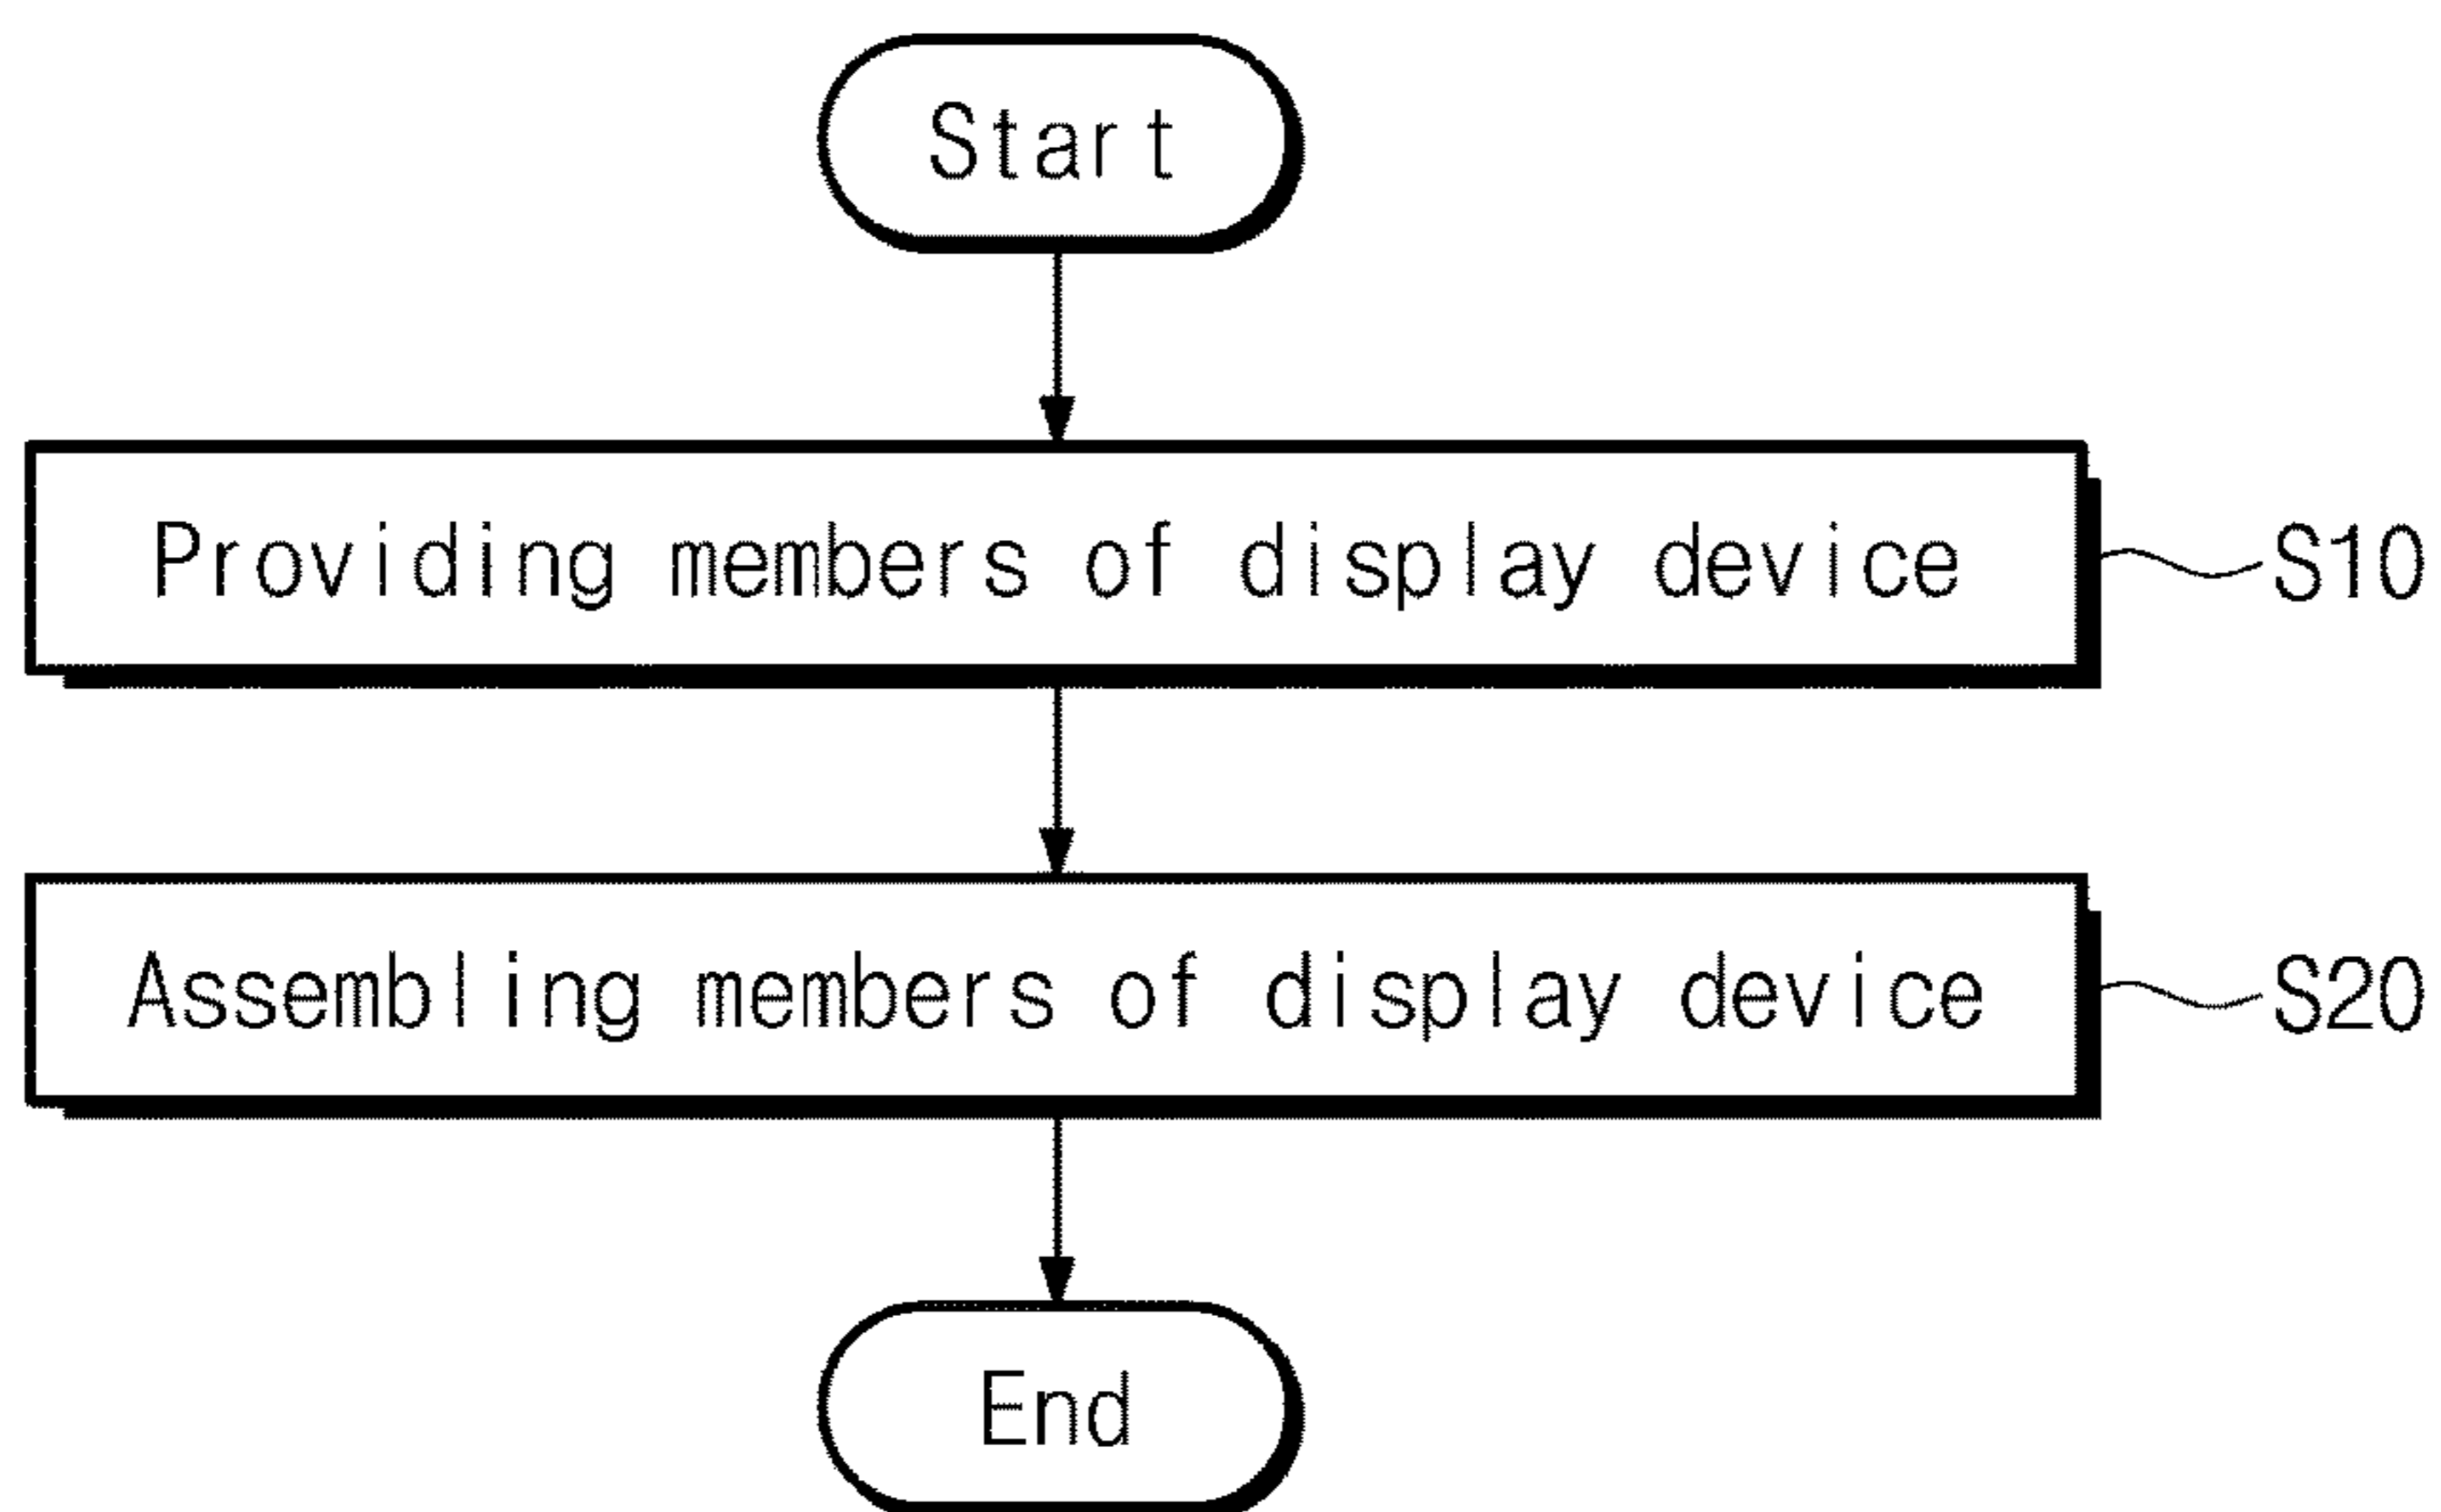 Start
Providing members of display device S10
Assembling members of display device S20
End